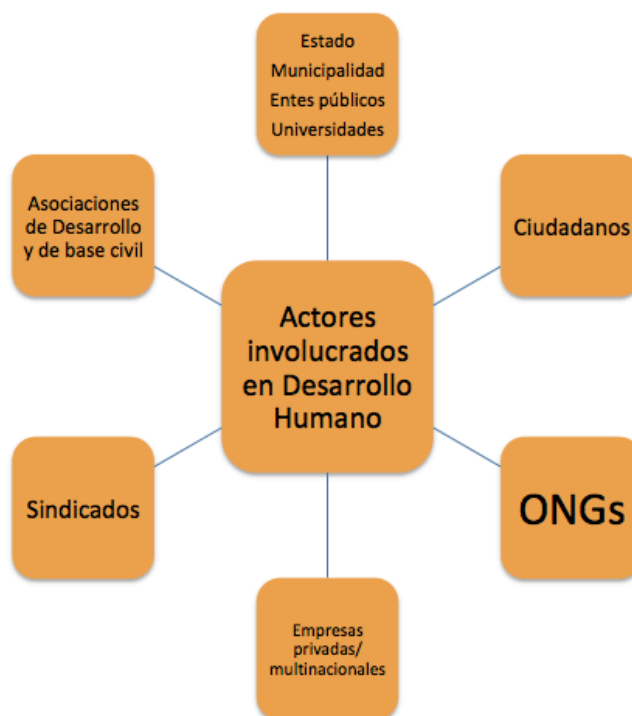 Estado
Municipalidad
Entes públicos
Universidades
Asociaciones
de Desarrollo
y de base civil
Ciudadanos
Actores
involucrados
en Desarrollo
Humano
Sindicados
ONGs
Empresas
privadas/
multinacionales